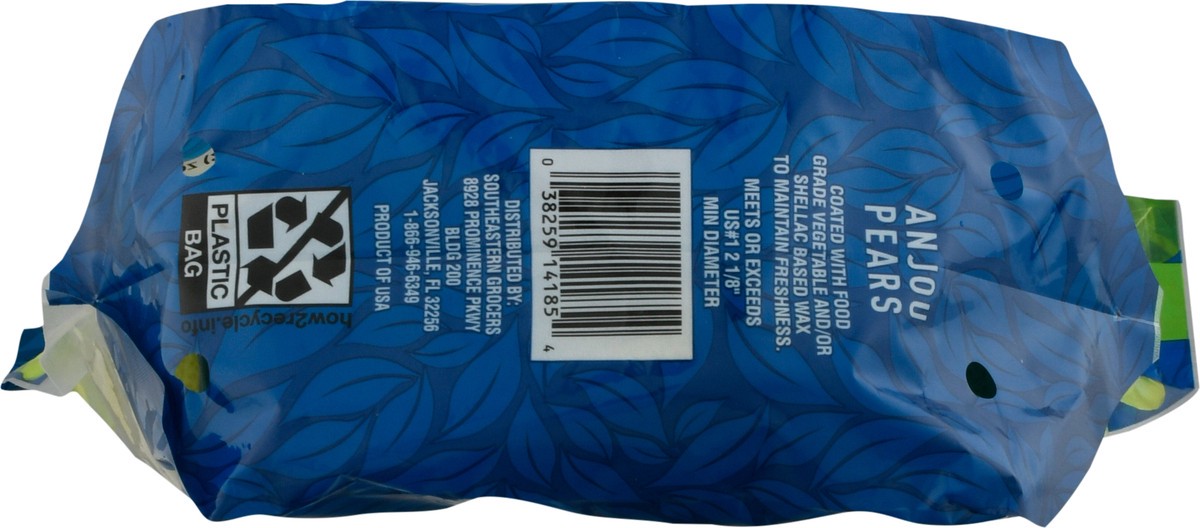 ANJOU
PEARS
COATED WITH FOOD
GRADE VEGETABLE AND/OR
SHELLAC BASED WAX
TO MAINTAIN FRESHNESS.
MEETS OR EXCEEDS
US#1 2 1/8"
MIN DIAMETER
0 38259 14185 4
DISTRIBUTED BY:
SOUTHEASTERN GROCERS
8928 PROMINENCE PKWY
BLDG 200
JACKSONVILLE, FL 32256
1-866-946-6349
PRODUCT OF USA
how2recycle.info
PLASTIC
BAG